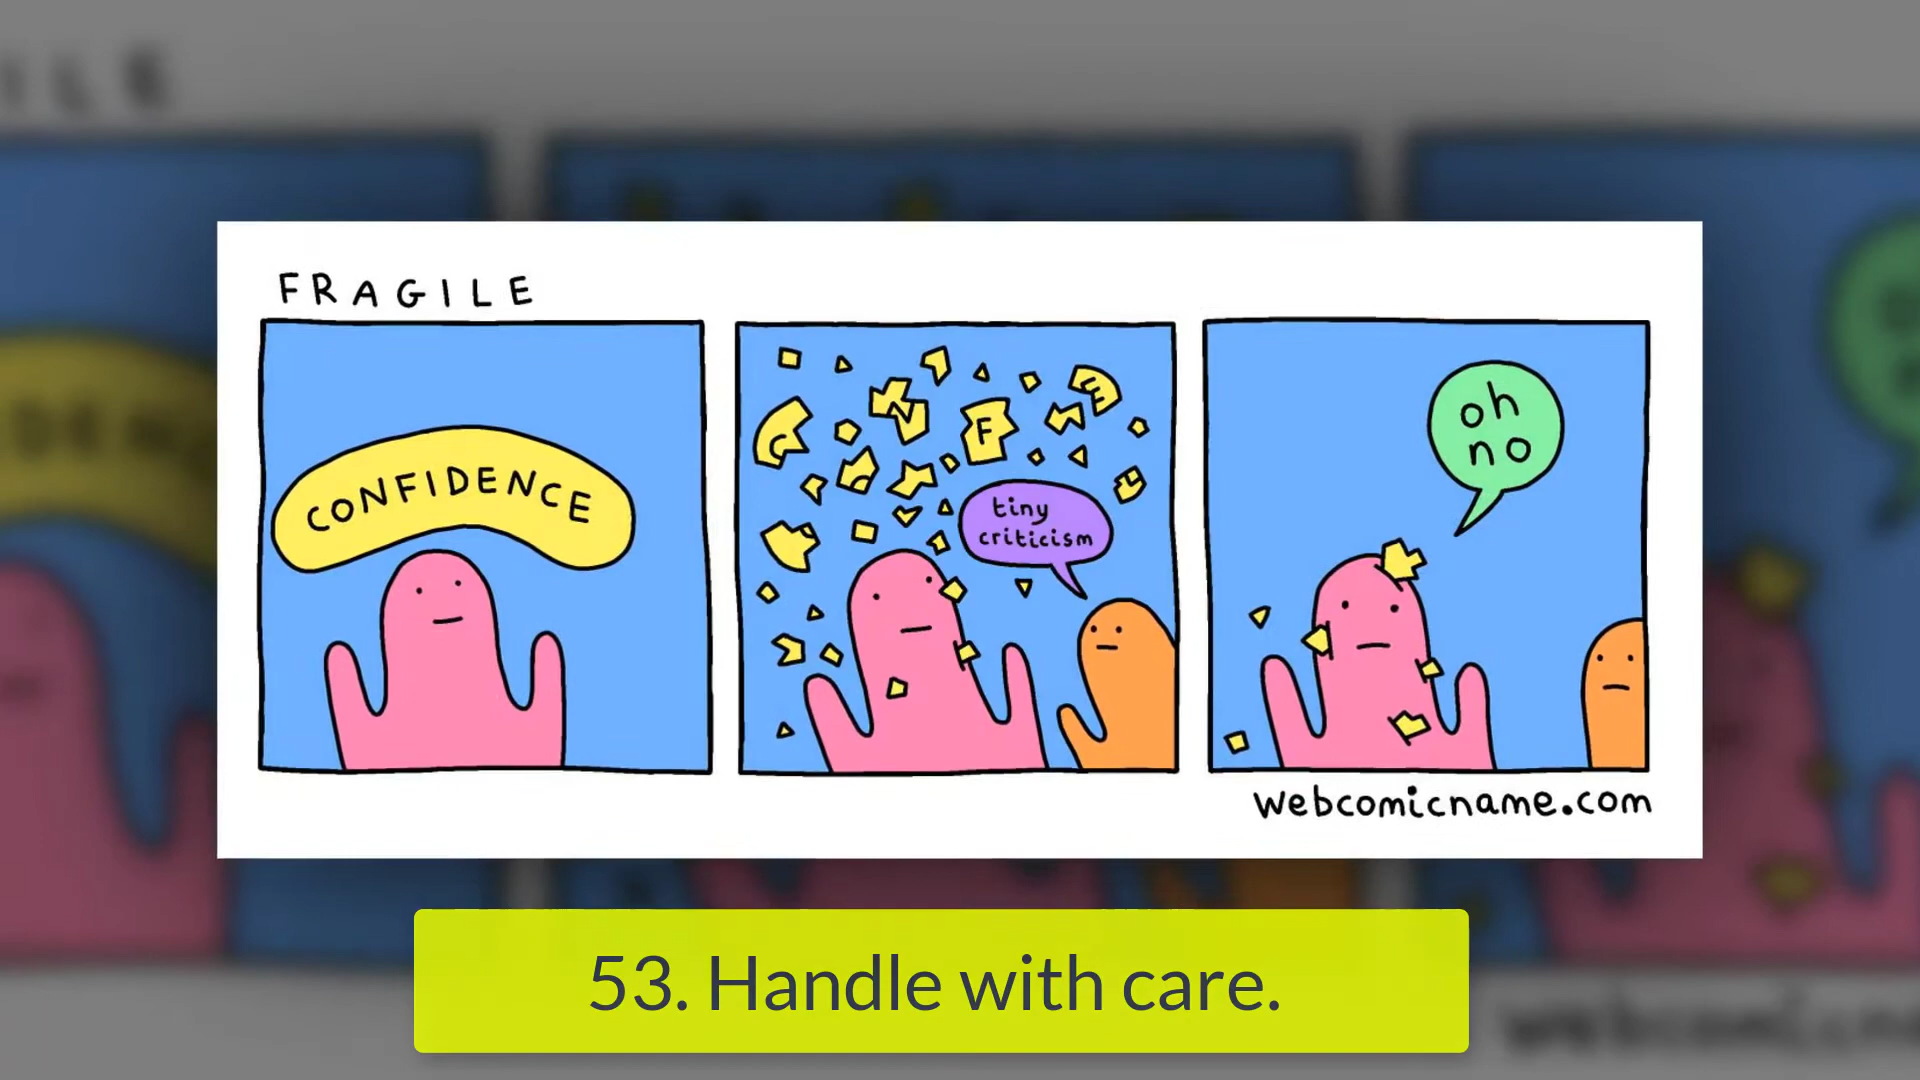 FRAGILE
CONFIDENCE
C
N
F
E
tiny
criticism
oh
no
webcomicname.com
53. Handle with care.